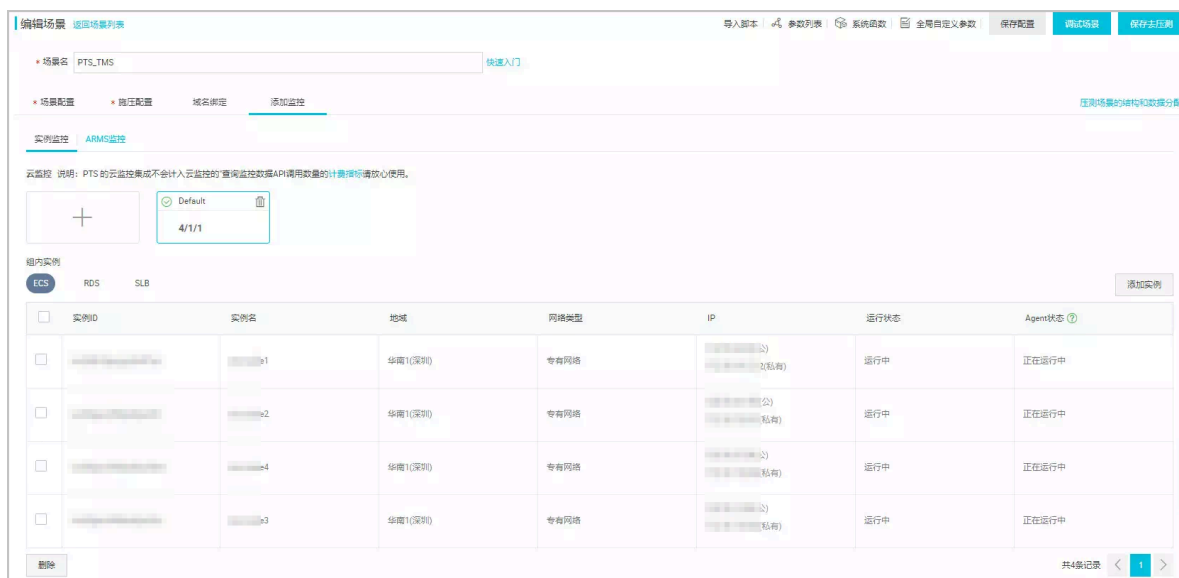 编辑场景 返回场景列表 导入脚本 参数列表 系统函数 全局自定义参数 保存配置 调试场景 保存去压测
* 场景名 PTS_TMS 快速入门
* 场景配置 * 施压配置 域名绑定 添加监控 压测场景的结构和数据分配
实例监控 ARMS监控
云监控 说明：PTS 的云监控集成不会计入云监控的"查询监控数据API调用数量的计费指标请放心使用。
Default
4/1/1
组内实例
ECS RDS SLB 添加实例
实例ID 实例名 地域 网络类型 IP 运行状态 Agent状态 ?
公)
e1 华南1(深圳) 专有网络 运行中 正在运行中
2(私有)
公)
e2 华南1(深圳) 专有网络 运行中 正在运行中
私有)
公)
e4 华南1(深圳) 专有网络 运行中 正在运行中
私有)
公)
e3 华南1(深圳) 专有网络 运行中 正在运行中
私有)
删除 共4条记录 < 1 >